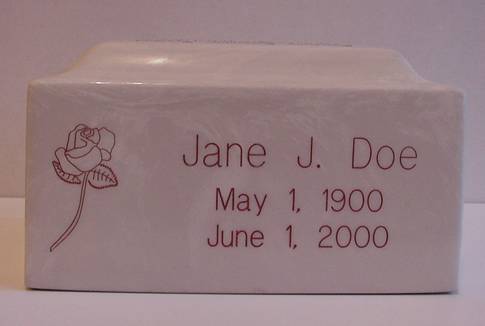 Jane J. Doe
May 1, 1900
June 1, 2000